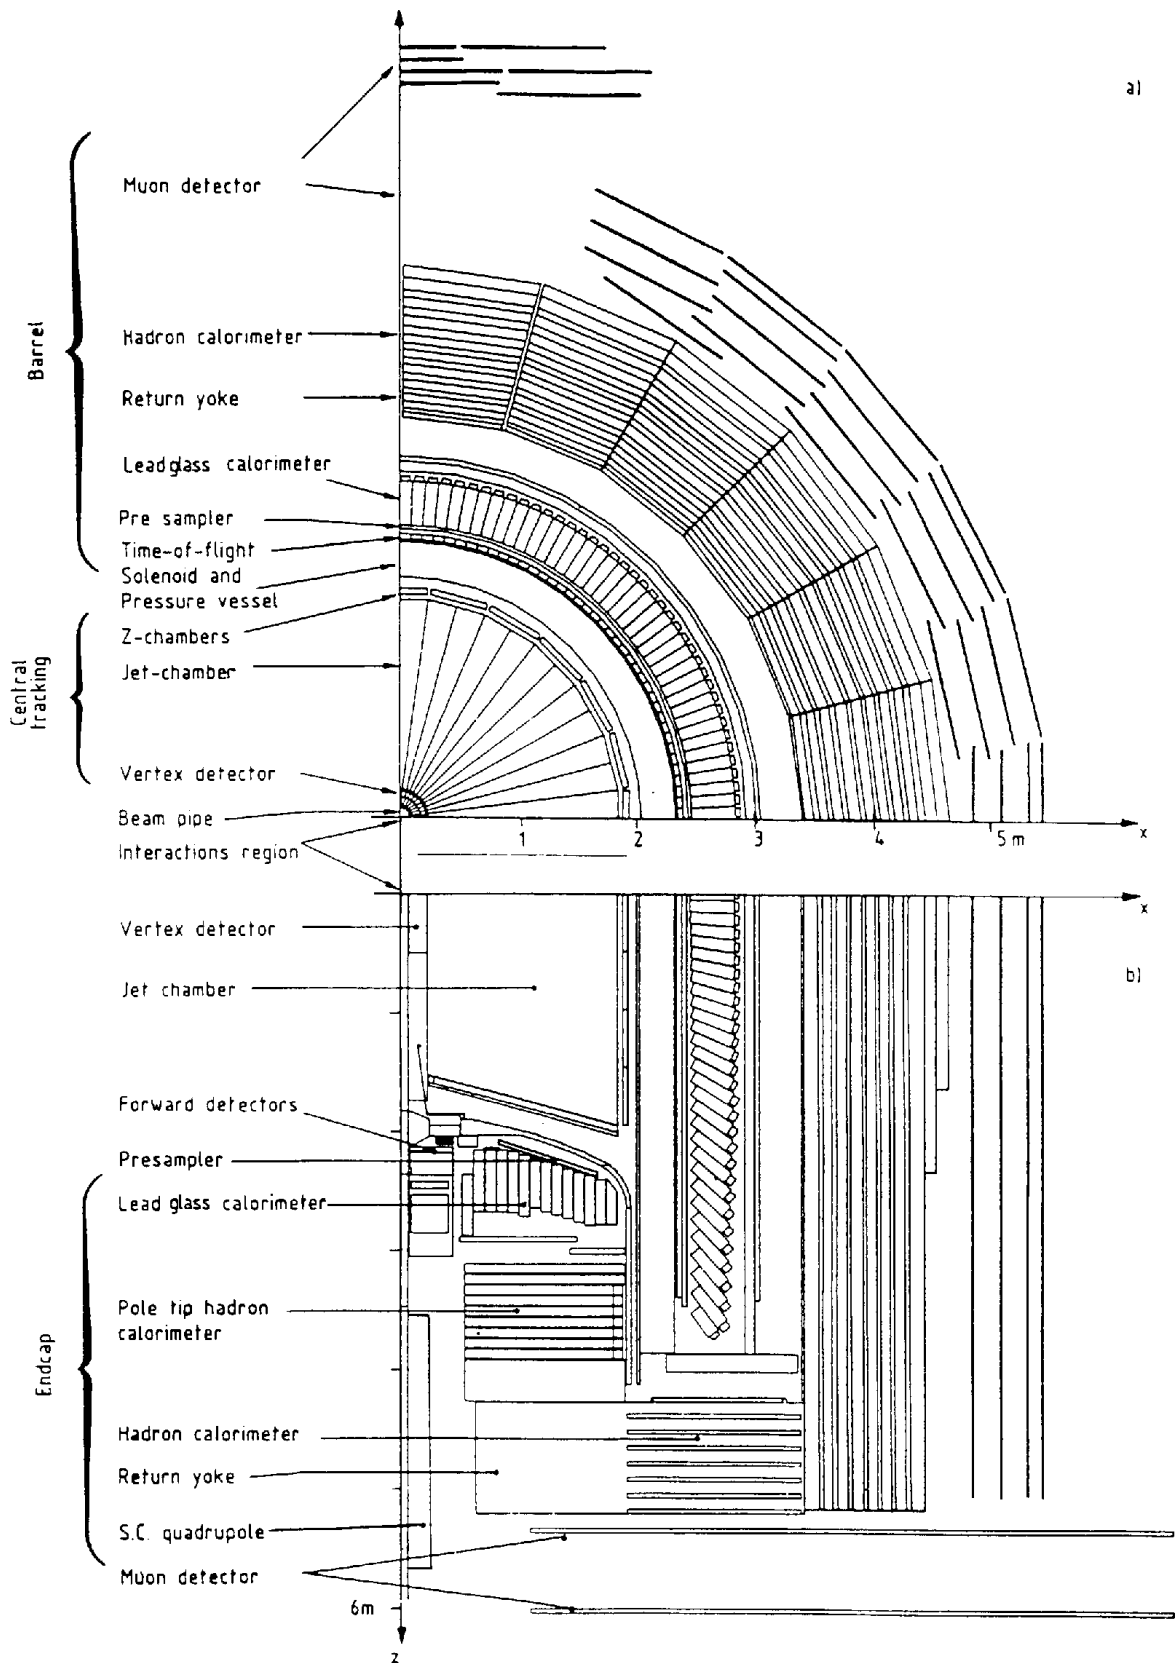 a)
Barrel
Muon detector
Hadron calorimeter
Return yoke
Leadglass calorimeter
Pre sampler
Time-of-flight
Solenoid and
Pressure vessel
Central
tracking
Z-chambers
Jet-chamber
Vertex detector
Beam pipe
Interactions region
1
2
3
4
5 m
x
x
b)
Vertex detector
Jet chamber
Forward detectors
Presampler
Endcap
Lead glass calorimeter
Pole tip hadron
calorimeter
Hadron calorimeter
Return yoke
S.C. quadrupole
Muon detector
6m
z